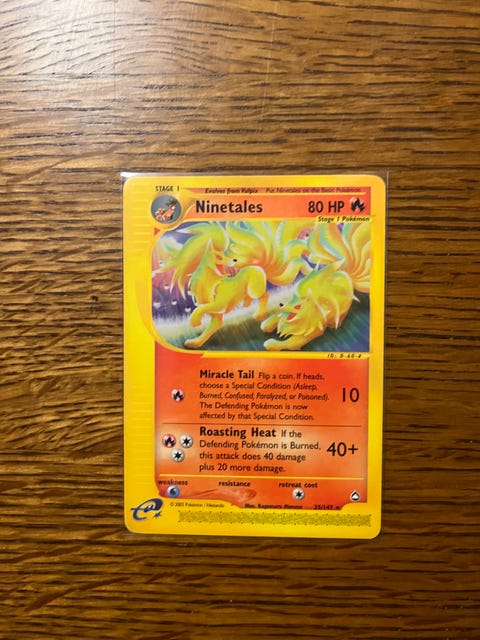 STAGE 1 Evolves from Vulpix Put Ninetales on the Basic Pokémon
Ninetales 80 HP
Stage 1 Pokémon
Miracle Tail Flip a coin. If heads,
choose a Special Condition (Asleep,
Burned, Confused, Paralyzed, or Poisoned).
The Defending Pokémon is now
affected by that Special Condition.
10
Roasting Heat If the
Defending Pokémon is Burned,
this attack does 40 damage
plus 20 more damage.
40+
weakness resistance retreat cost
Illus. Kagemaru Himeno
e